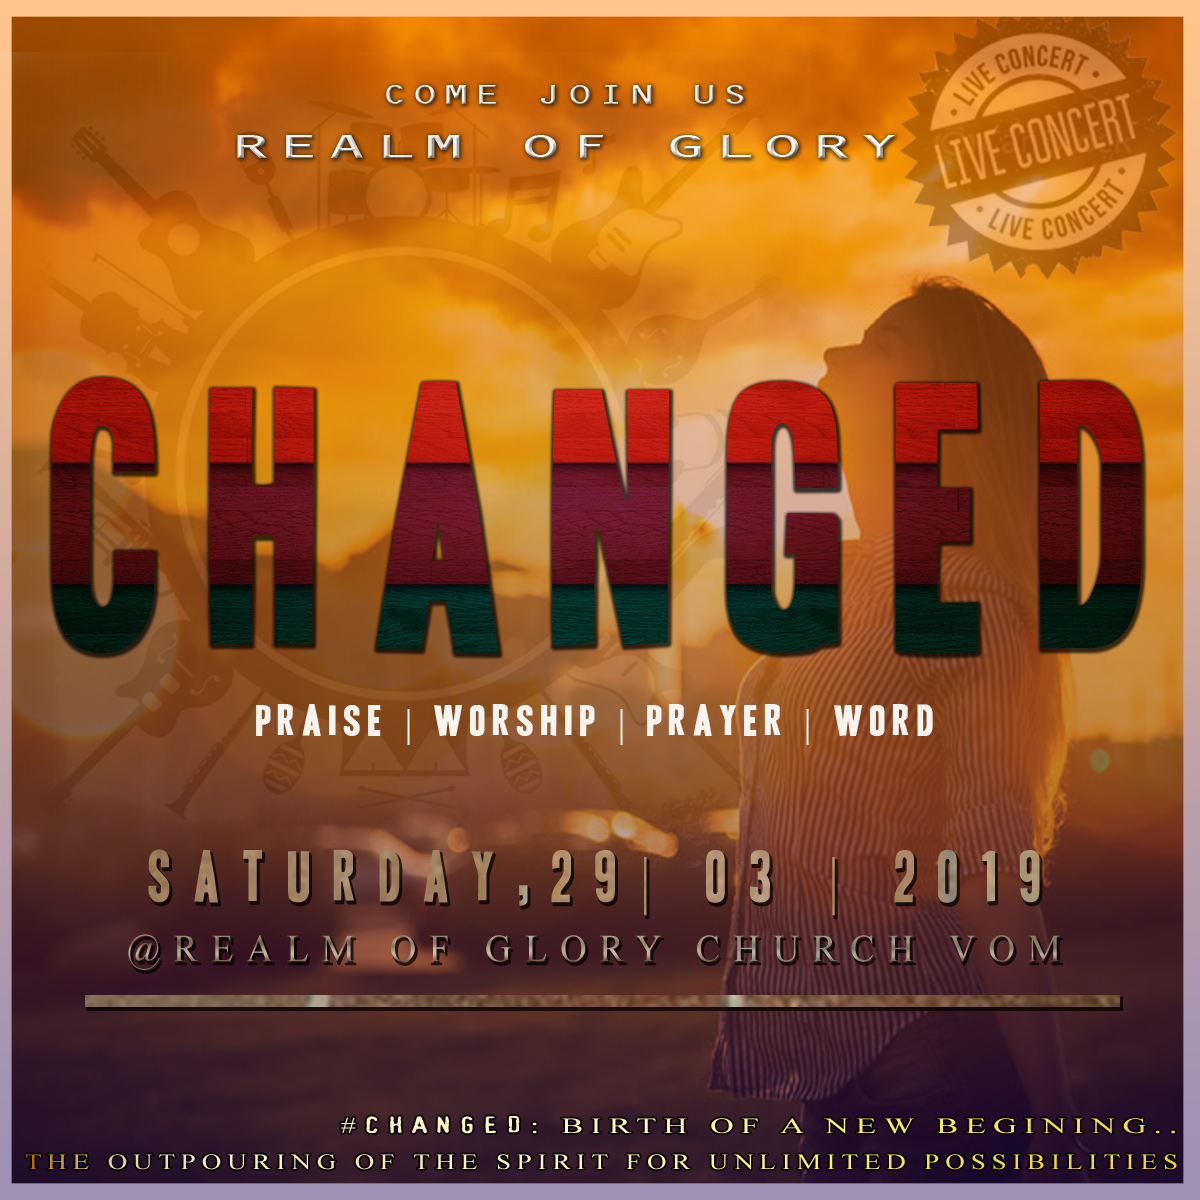 COME JOIN US
REALM OF GLORY
LIVE CONCERT
LIVE CONCERT
LIVE CONCERT
CHANGED
PRAISE | WORSHIP | PRAYER | WORD
SATURDAY,29| 03 | 2019
@REALM OF GLORY CHURCH VOM
#CHANGED: BIRTH OF A NEW BEGINING..
THE OUTPOURING OF THE SPIRIT FOR UNLIMITED POSSIBILITIES